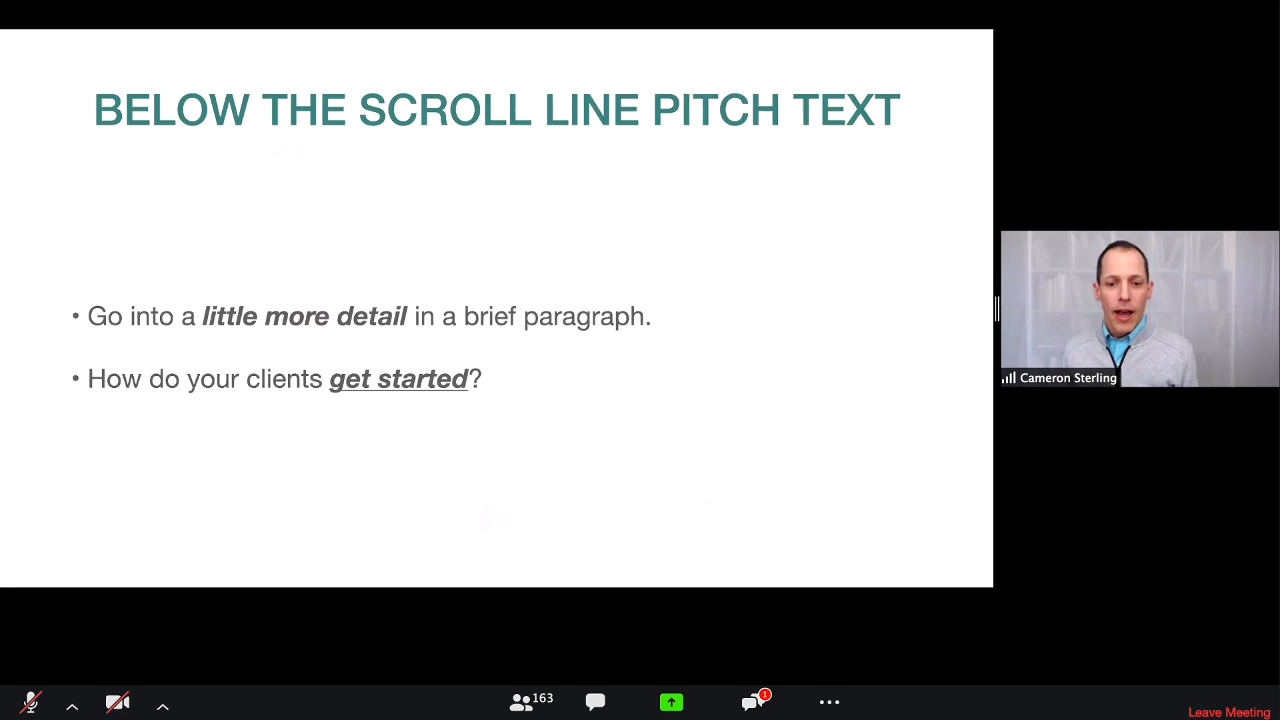 BELOW THE SCROLL LINE PITCH TEXT
• Go into a little more detail in a brief paragraph.
• How do your clients get started?
Cameron Sterling
163
1
Leave Meeting